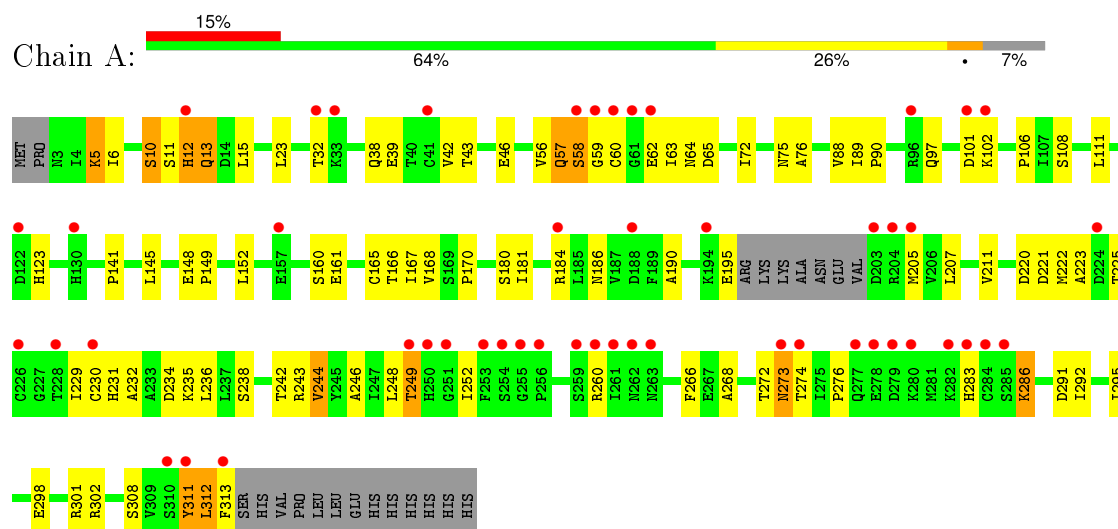 15%
Chain A:
64% 26% • 7%
MET PRO N3 I4 K5 I6 S10 S11 H12 Q13 D14 L15 L23 T32 K33 Q38 E39 T40 C41 V42 T43 E46 V56 Q57 S58 G59 C60 G61 E62 I63 N64 D65 I72 N75 A76 V88 I89 P90 R96 Q97 D101 K102 P106 I107 S108 L111
D122 H123 H130 P141 L145 E148 P149 L152 E157 S160 E161 C165 T166 I167 V168 S169 P170 S180 I181 R184 L185 N186 V187 D188 F189 A190 K194 E195 ARG LYS LYS ALA ASN GLU VAL D203 R204 M205 V206 L207 V211 D220 D221 M222 A223 D224 T225
C226 G227 T228 I229 C230 H231 A232 A233 D234 K235 L236 L237 S238 T242 R243 V244 Y245 A246 I247 L248 T249 H250 G251 I252 F253 S254 G255 P256 S259 R260 I261 N262 N263 F266 E267 A268 T272 N273 T274 I275 P276 Q277 E278 D279 K280 M281 K282 H283 C284 S285 K286 D291 I292 I295
E298 R301 R302 S308 V309 S310 Y311 L312 F313 SER HIS VAL PRO LEU LEU GLU HIS HIS HIS HIS HIS HIS